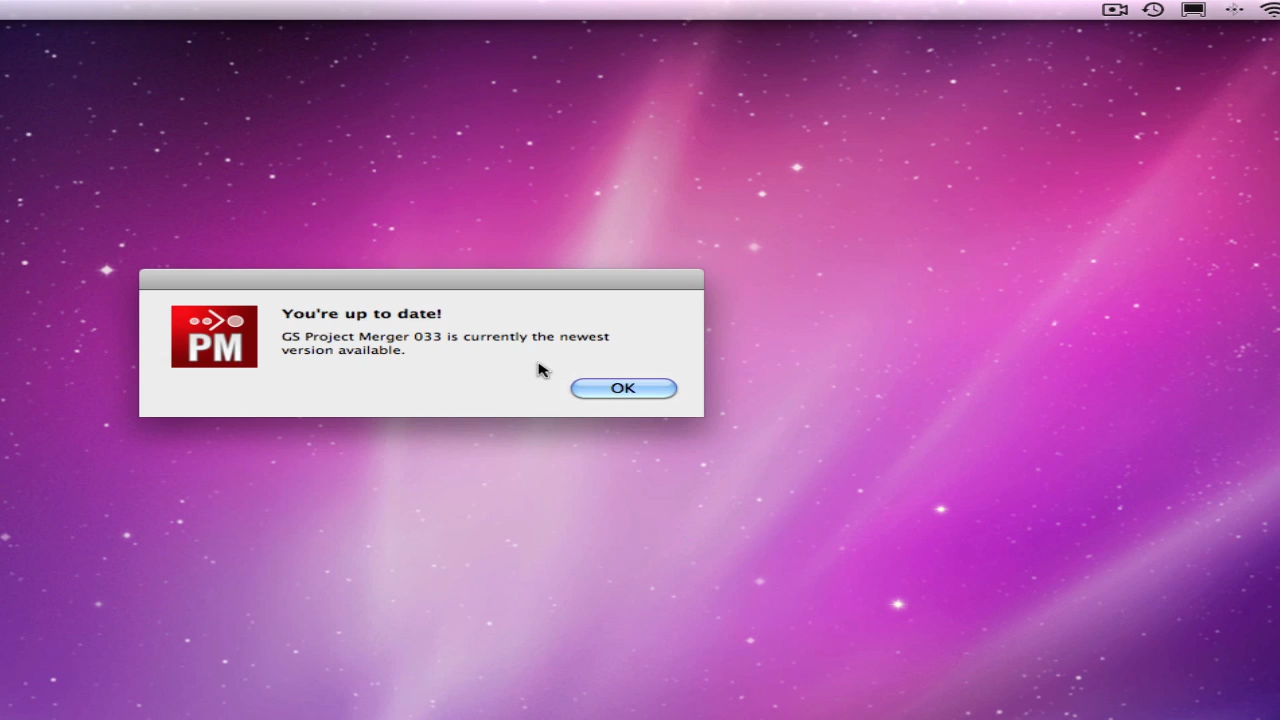 You're up to date!
PM
GS Project Merger 033 is currently the newest
version available.
OK